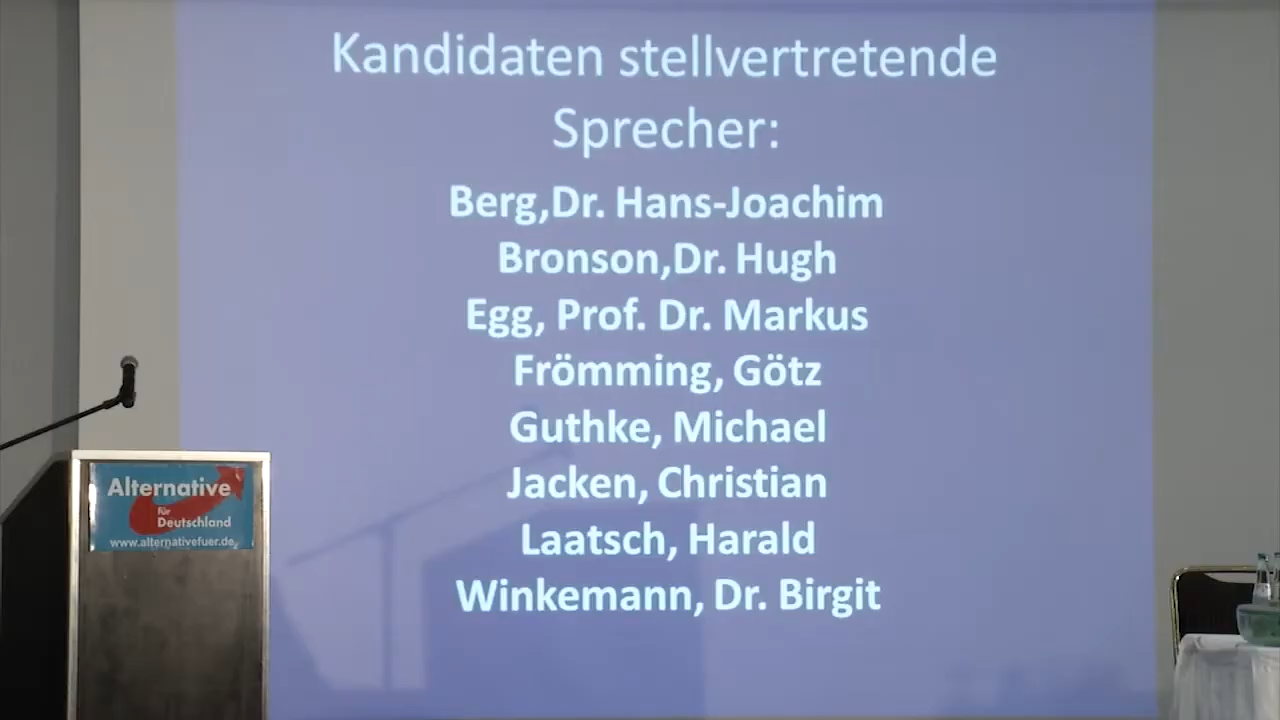 Kandidaten stellvertretende
Sprecher:
Berg,Dr. Hans-Joachim
Bronson,Dr. Hugh
Egg, Prof. Dr. Markus
Frömming, Götz
Guthke, Michael
Jacken, Christian
Laatsch, Harald
Winkemann, Dr. Birgit
Alternative
für
Deutschland
www.alternativefuer.de